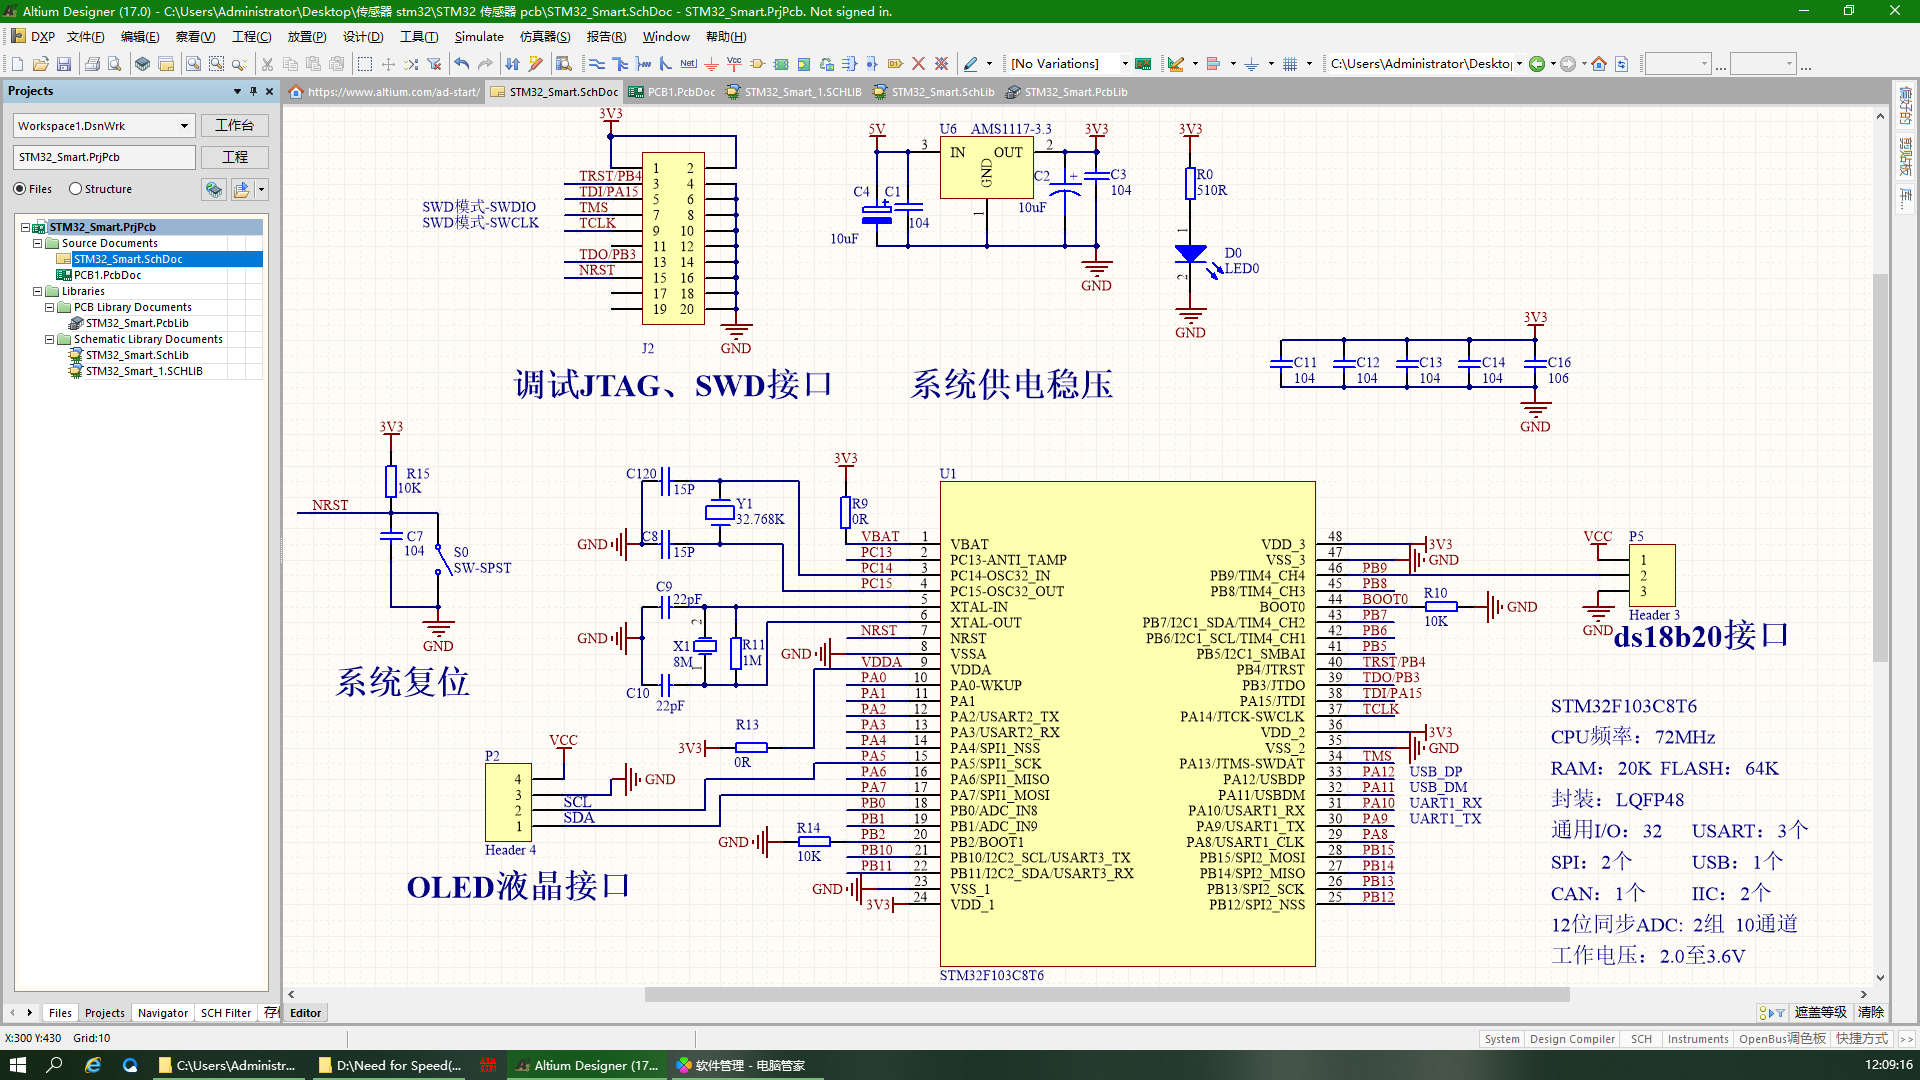 Altium Designer (17.0) - C:\Users\Administrator\Desktop\传感器 stm32\STM32 传感器 pcb\STM32_Smart.SchDoc - STM32_Smart.PrjPcb. Not signed in.
DXP 文件(F) 编辑(E) 察看(V) 工程(C) 放置(P) 设计(D) 工具(T) Simulate 仿真器(S) 报告(R) Window 帮助(H)
[No Variations] C:\Users\Administrator\Desktop
Projects
https://www.altium.com/ad-start/ STM32_Smart.SchDoc PCB1.PcbDoc STM32_Smart_1.SCHLIB STM32_Smart.SchLib STM32_Smart.PcbLib
Workspace1.DsnWrk 工作台
STM32_Smart.PrjPcb 工程
Files Structure
STM32_Smart.PrjPcb
Source Documents
STM32_Smart.SchDoc
PCB1.PcbDoc
Libraries
PCB Library Documents
STM32_Smart.PcbLib
Schematic Library Documents
STM32_Smart.SchLib
STM32_Smart_1.SCHLIB
偏好的
剪贴板
库...
3V3
1 2
TRST/PB4 3 4
TDI/PA15 5 6
SWD模式-SWDIO TMS 7 8
SWD模式-SWCLK TCLK 9 10
11 12
TDO/PB3 13 14
NRST 15 16
17 18
19 20
J2 GND
调试JTAG、SWD接口
5V U6 AMS1117-3.3 3V3
3 IN OUT 2
GND
1
C4 C1 C2 + C3
104
10uF
104
10uF
GND
系统供电稳压
3V3
R0
510R
1
D0
LED0
2
GND
3V3
C11 C12 C13 C14 C16
104 104 104 104 106
GND
3V3
R15
10K
NRST
C7
104
S0
SW-SPST
GND
系统复位
C120
15P
Y1
32.768K
GND C8
15P
C9
22pF
GND
2
X1
8M
1
R11
1M
C10
22pF
3V3
R9
0R
GND
R13
3V3
0R
P2 VCC
4
3 GND
2 SCL
1 SDA
Header 4
OLED液晶接口
GND R14
10K
GND
3V3
U1
VBAT 1 VBAT
PC13 2 PC13-ANTI_TAMP
PC14 3 PC14-OSC32_IN
PC15 4 PC15-OSC32_OUT
5 XTAL-IN
6 XTAL-OUT
NRST 7 NRST
8 VSSA
VDDA 9 VDDA
PA0 10 PA0-WKUP
PA1 11 PA1
PA2 12 PA2/USART2_TX
PA3 13 PA3/USART2_RX
PA4 14 PA4/SPI1_NSS
PA5 15 PA5/SPI1_SCK
PA6 16 PA6/SPI1_MISO
PA7 17 PA7/SPI1_MOSI
PB0 18 PB0/ADC_IN8
PB1 19 PB1/ADC_IN9
PB2 20 PB2/BOOT1
PB10 21 PB10/I2C2_SCL/USART3_TX
PB11 22 PB11/I2C2_SDA/USART3_RX
23 VSS_1
24 VDD_1
STM32F103C8T6
VDD_3 48 3V3
VSS_3 47 GND
PB9/TIM4_CH4 46 PB9
PB8/TIM4_CH3 45 PB8
BOOT0 44 BOOT0
PB7/I2C1_SDA/TIM4_CH2 43 PB7
PB6/I2C1_SCL/TIM4_CH1 42 PB6
PB5/I2C1_SMBAI 41 PB5
PB4/JTRST 40 TRST/PB4
PB3/JTDO 39 TDO/PB3
PA15/JTDI 38 TDI/PA15
PA14/JTCK-SWCLK 37 TCLK
VDD_2 36 3V3
VSS_2 35 GND
PA13/JTMS-SWDAT 34 TMS
PA12/USBDP 33 PA12 USB_DP
PA11/USBDM 32 PA11 USB_DM
PA10/USART1_RX 31 PA10 UART1_RX
PA9/USART1_TX 30 PA9 UART1_TX
PA8/USART1_CLK 29 PA8
PB15/SPI2_MOSI 28 PB15
PB14/SPI2_MISO 27 PB14
PB13/SPI2_SCK 26 PB13
PB12/SPI2_NSS 25 PB12
R10
10K
GND
VCC P5
1
2
3
GND
Header 3
ds18b20接口
STM32F103C8T6
CPU频率：72MHz
RAM：20K FLASH：64K
封装：LQFP48
通用I/O：32 USART：3个
SPI：2个 USB：1个
CAN：1个 IIC：2个
12位同步ADC: 2组 10通道
工作电压：2.0至3.6V
Files Projects Navigator SCH Filter Editor 遮盖等级 清除
X:300 Y:430 Grid:10
System Design Compiler SCH Instruments OpenBus调色板 快捷方式 >>
C:\Users\Administr... D:\Need for Speed(... Altium Designer (17... 软件管理 - 电脑管家 12:09:16